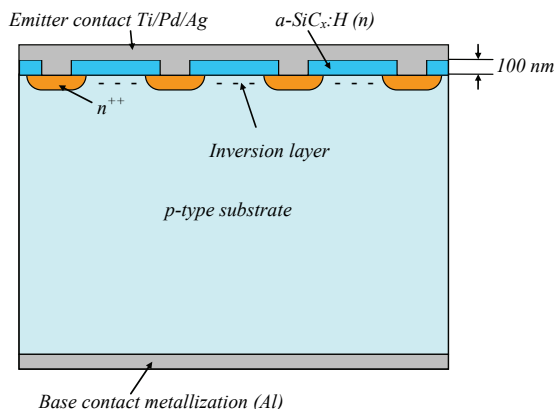 Emitter contact Ti/Pd/Ag
a-SiCx:H (n)
100 nm
n++
Inversion layer
p-type substrate
Base contact metallization (Al)